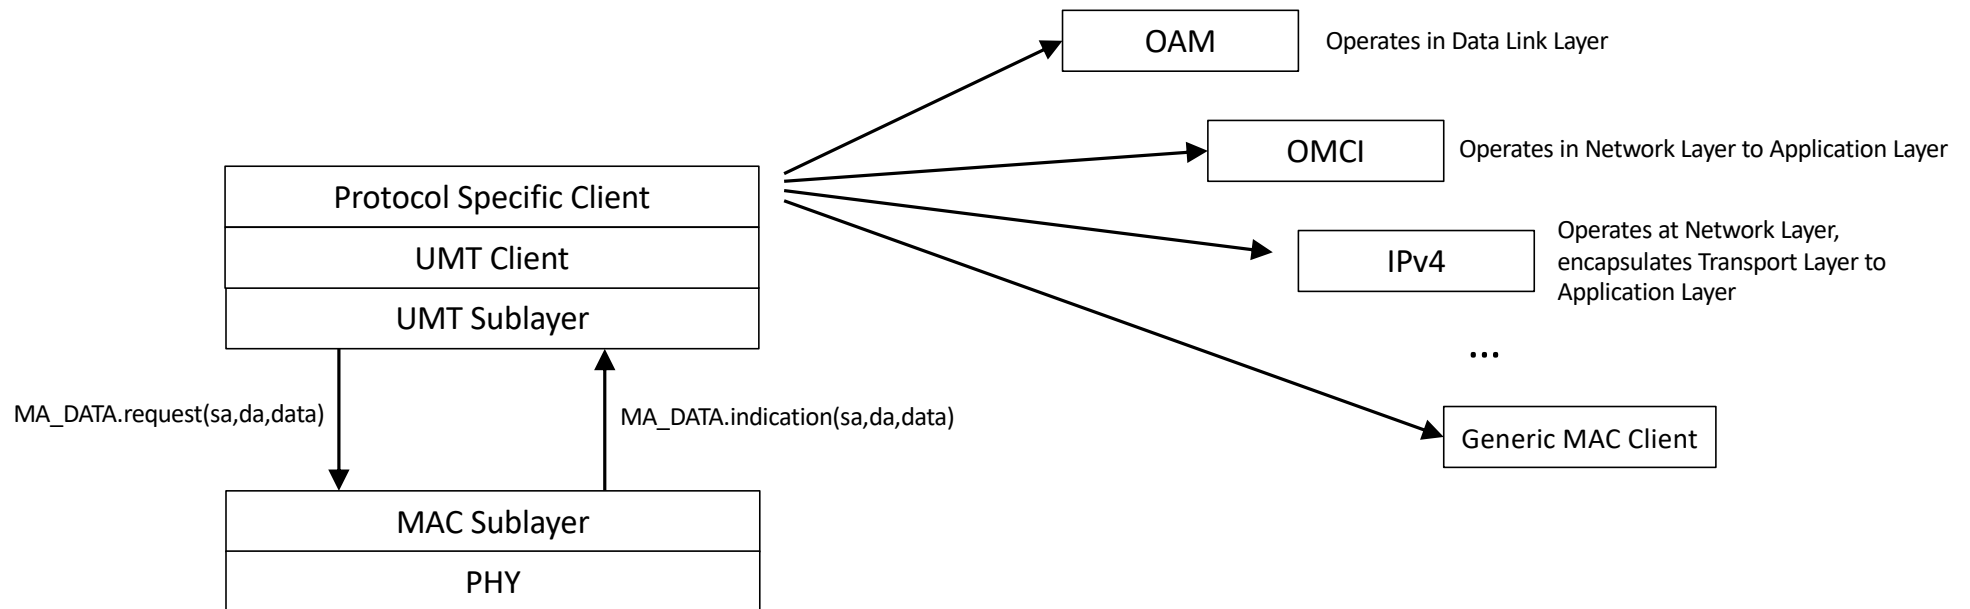 OAM
Operates in Data Link Layer
OMCI
Operates in Network Layer to Application Layer
Protocol Specific Client
UMT Client
UMT Sublayer
IPv4
Operates at Network Layer,
encapsulates Transport Layer to
Application Layer
...
MA_DATA.request(sa,da,data)
MA_DATA.indication(sa,da,data)
Generic MAC Client
MAC Sublayer
PHY